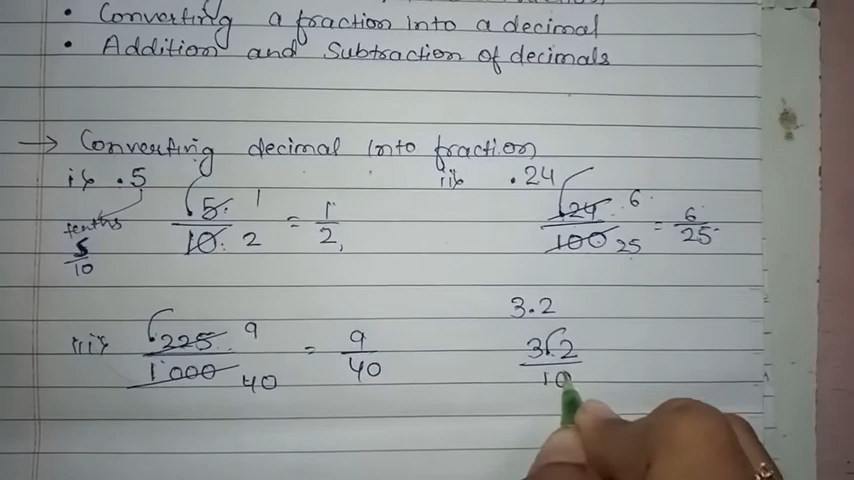 • Converting a fraction into a decimal
• Addition and Subtraction of decimals
→ Converting decimal into fraction
i) .5
tenths
5/10
5/10 1/2 = 1/2
ii) .24
.24/100 6/25 = 6/25
iii) .225/1000 9/40 = 9/40
3.2
3.2/10